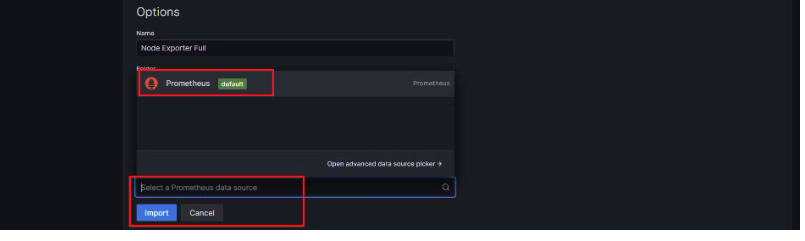 Options
Name
Node Exporter Full
Folder
Prometheus default Prometheus
Open advanced data source picker →
Select a Prometheus data source
Import Cancel